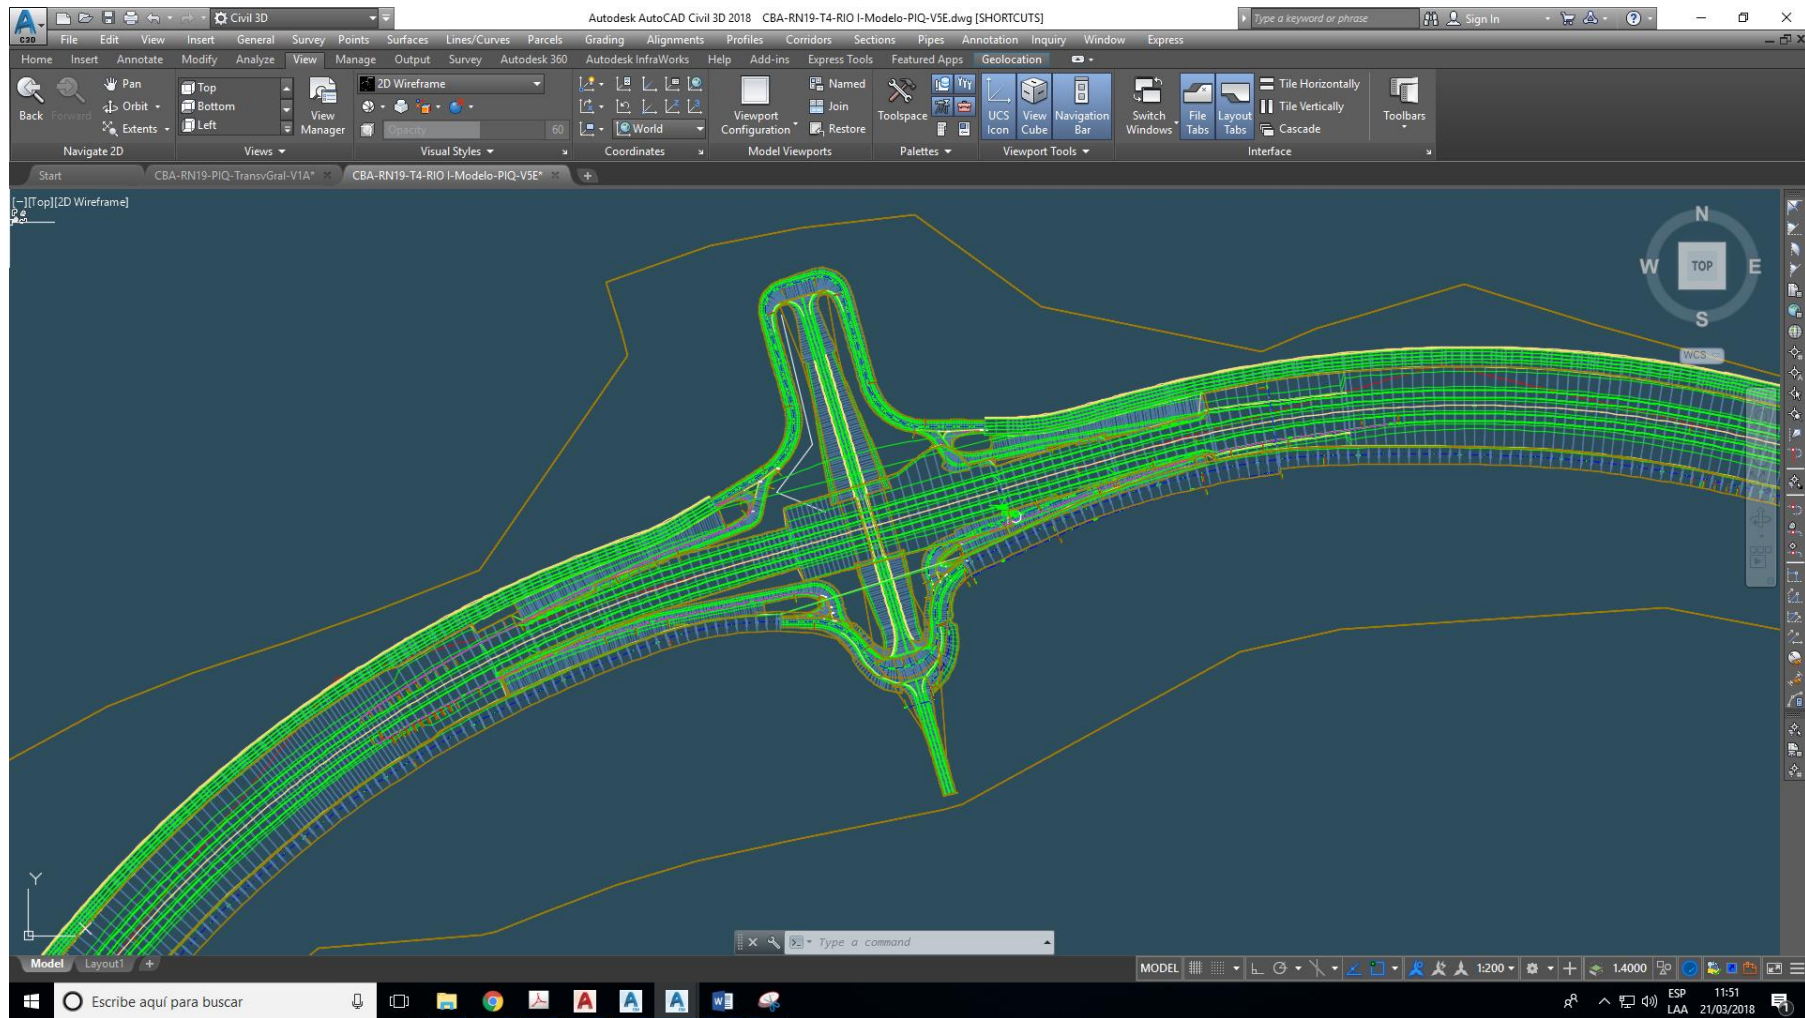 Civil 3D
Autodesk AutoCAD Civil 3D 2018 CBA-RN19-T4-RIO I-Modelo-PIQ-V5E.dwg [SHORTCUTS]
Type a keyword or phrase
Sign In
C3D
File Edit View Insert General Survey Points Surfaces Lines/Curves Parcels Grading Alignments Profiles Corridors Sections Pipes Annotation Inquiry Window Express
Home Insert Annotate Modify Analyze View Manage Output Survey Autodesk 360 Autodesk InfraWorks Help Add-ins Express Tools Featured Apps Geolocation
Back
Forward
Pan
Orbit
Extents
Navigate 2D
Top
Bottom
Left
View Manager
Views
2D Wireframe
Opacity 60
Visual Styles
World
Coordinates
Viewport Configuration
Named
Join
Restore
Model Viewports
Toolspace
Palettes
UCS Icon
View Cube
Navigation Bar
Viewport Tools
Switch Windows
File Tabs
Layout Tabs
Tile Horizontally
Tile Vertically
Cascade
Interface
Toolbars
Start
CBA-RN19-PIQ-TransvGral-V1A*
CBA-RN19-T4-RIO I-Modelo-PIQ-V5E*
[−][Top][2D Wireframe]
N
W TOP E
S
WCS
Y
X
Type a command
Model Layout1
MODEL
1:200
1.4000
Escribe aquí para buscar
ESP
LAA
11:51
21/03/2018
1